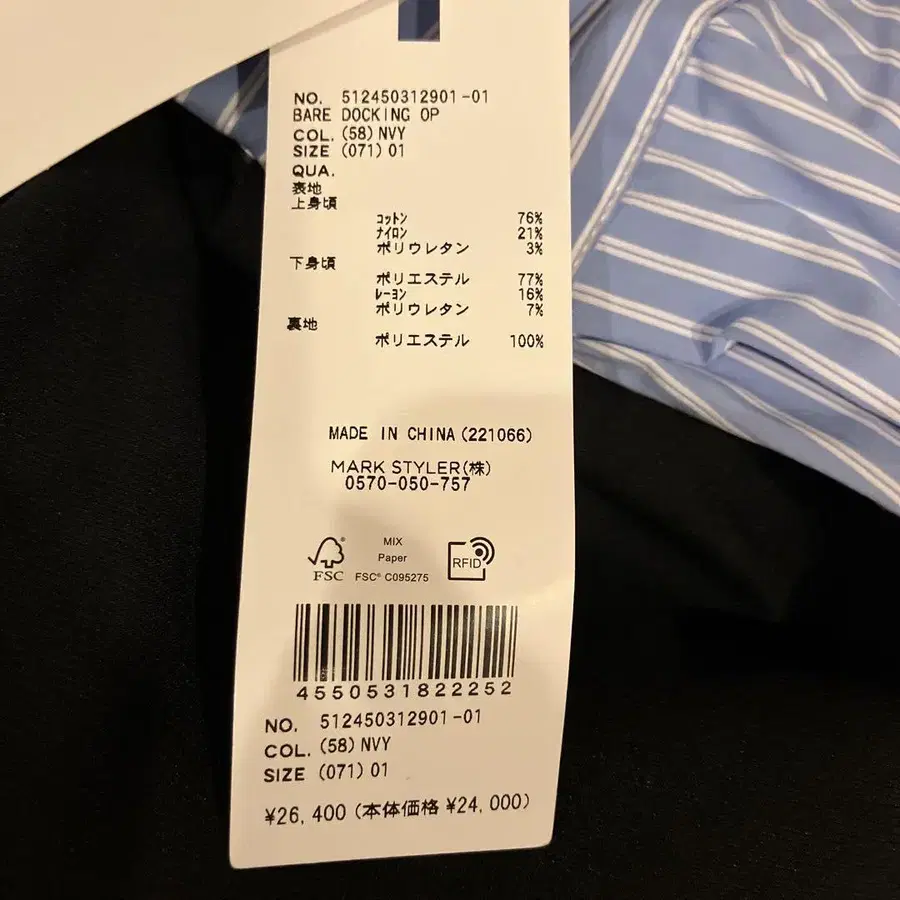 NO. 512450312901-01
BARE DOCKING OP
COL. (58) NVY
SIZE (071) 01
QUA.
表地
上身頃
コットン 76%
ナイロン 21%
ポリウレタン 3%
下身頃
ポリエステル 77%
レーヨン 16%
ポリウレタン 7%
裏地
ポリエステル 100%
MADE IN CHINA (221066)
MARK STYLER(株)
0570-050-757
MIX
Paper
FSC FSC® C095275
RFID
4550531822252
NO. 512450312901-01
COL. (58) NVY
SIZE (071) 01
¥26,400 (本体価格 ¥24,000)